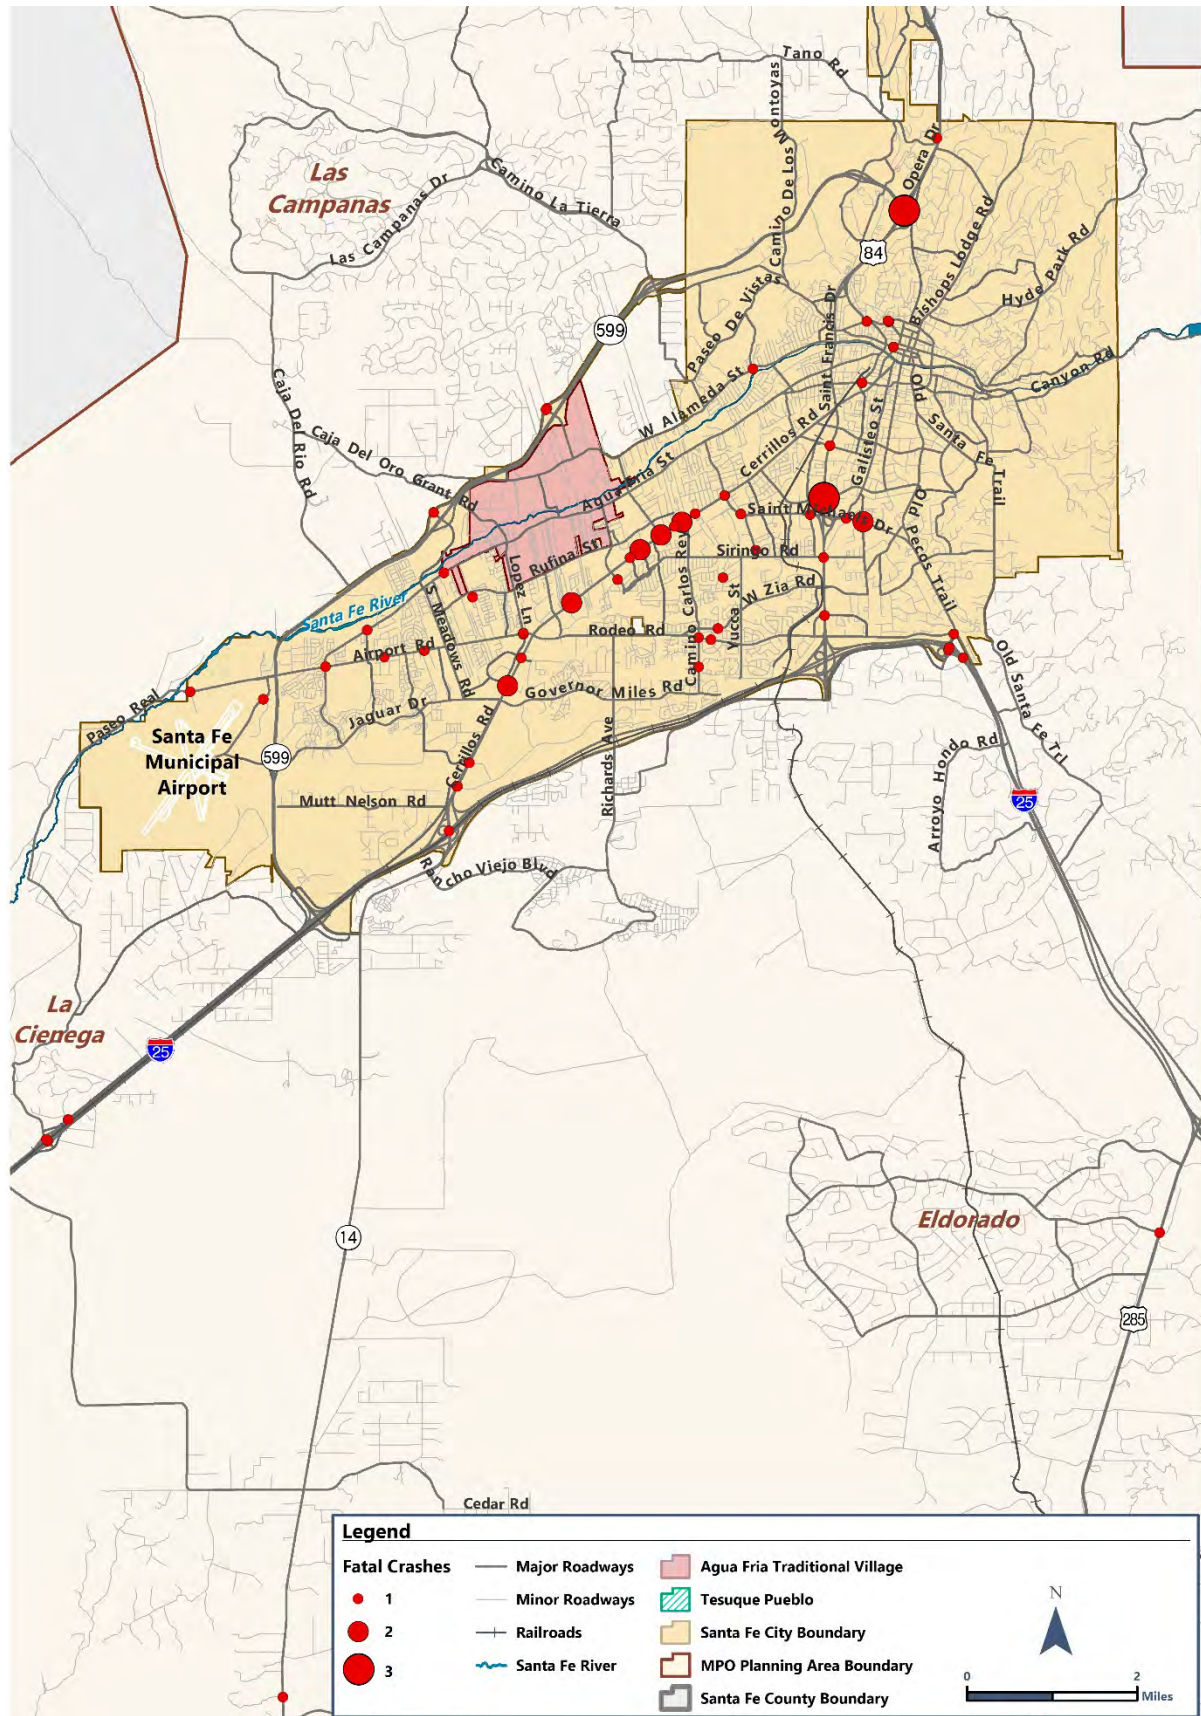 Tano Rd
Camino De Los Montoyas
Opera Dr
Las
Campanas
Camino La Tierra
Las Campanas Dr
84
Bishops Lodge Rd
Hyde Park Rd
599
Paseo De Vistas
Saint Francis Dr
Canyon Rd
W Alameda St
Caja Del Rio Rd
Caja Del Oro Grant Rd
Cerrillos Rd
Galisteo St
Old Santa Fe Trail
Agua Fria St
Saint Michaels Dr
Rufina St
Siringo Rd
Lopez Ln
Camino Carlos Rey
Yucca St
W Zia Rd
Old Pecos Trail
Santa Fe River
S Meadows Rd
Rodeo Rd
Airport Rd
Governor Miles Rd
Jaguar Dr
Paseo Real
Old Santa Fe Trl
Santa Fe
Municipal
Airport
599
Cerrillos Rd
Richards Ave
Arroyo Hondo Rd
25
Mutt Nelson Rd
Rancho Viejo Blvd
La
Cienega
25
Eldorado
14
285
Cedar Rd
Legend
Fatal Crashes
1
2
3
Major Roadways
Minor Roadways
Railroads
Santa Fe River
Agua Fria Traditional Village
Tesuque Pueblo
Santa Fe City Boundary
MPO Planning Area Boundary
Santa Fe County Boundary
N
0 2
Miles